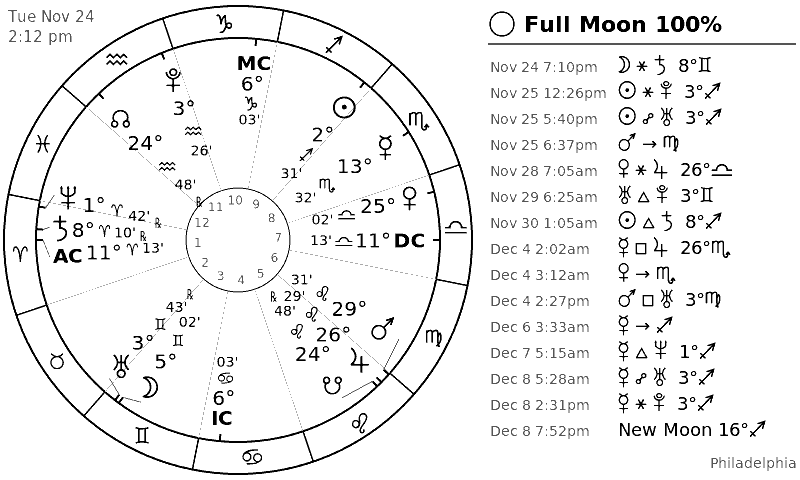 Tue Nov 24
2:12 pm
MC
6°
♑
03'
♇
3°
♒
26'
☊
24°
♒
48'
℞
☉
2°
♐
31'
☿
13°
♏
32'
♀
25°
♎
02'
DC
11°
♎
13'
♆ 1° ♈ 42' ℞
♄ 8° ♈ 10' ℞
AC 11° ♈ 13'
12 11 10 9 8
1 7
2 3 4 5 6
♅
3°
♊
43'
℞
☽
5°
♊
02'
03'
♋
6°
IC
♂
29°
♌
31'
♃
26°
♌
29'
☋
24°
♌
48'
℞
♑ ♐ ♏ ♎ ♍ ♌ ♋ ♊ ♉ ♈ ♓ ♒
Full Moon 100%
Nov 24 7:10pm ☽ ⚹ ♄ 8°♊
Nov 25 12:26pm ☉ ⚹ ♇ 3°♐
Nov 25 5:40pm ☉ ☍ ♅ 3°♐
Nov 25 6:37pm ♂ → ♍
Nov 28 7:05am ♀ ⚹ ♃ 26°♎
Nov 29 6:25am ♅ △ ♇ 3°♊
Nov 30 1:05am ☉ △ ♄ 8°♐
Dec 4 2:02am ☿ □ ♃ 26°♏
Dec 4 3:12am ♀ → ♏
Dec 4 2:27pm ♂ □ ♅ 3°♍
Dec 6 3:33am ☿ → ♐
Dec 7 5:15am ☿ △ ♆ 1°♐
Dec 8 5:28am ☿ ☍ ♅ 3°♐
Dec 8 2:31pm ☿ ⚹ ♇ 3°♐
Dec 8 7:52pm New Moon 16°♐
Philadelphia